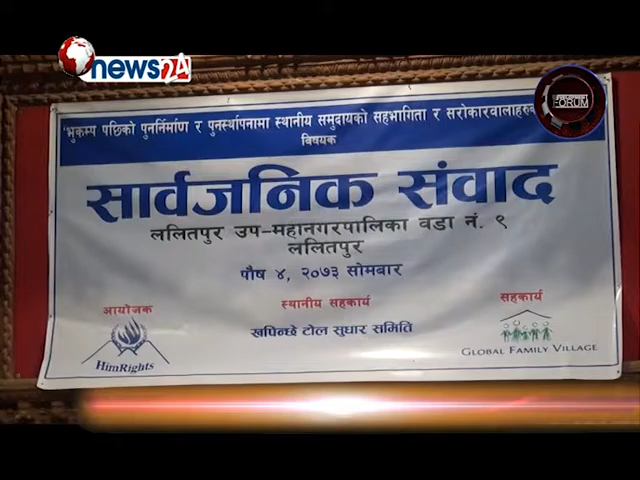 news24
FORUM
'भुकम्प पछिको पुनर्निर्माण र पुनर्स्थापनामा स्थानीय समुदायको सहभागिता र सरोकारवालाहरु
बिषयक
सार्वजनिक संवाद
ललितपुर उप-महानगरपालिका वडा नं. ९
ललितपुर
पौष ४, २०७३ सोमबार
आयोजक
स्थानीय सहकार्य
सहकार्य
खपिन्छे टोल सुधार समिति
HimRights
GLOBAL FAMILY VILLAGE